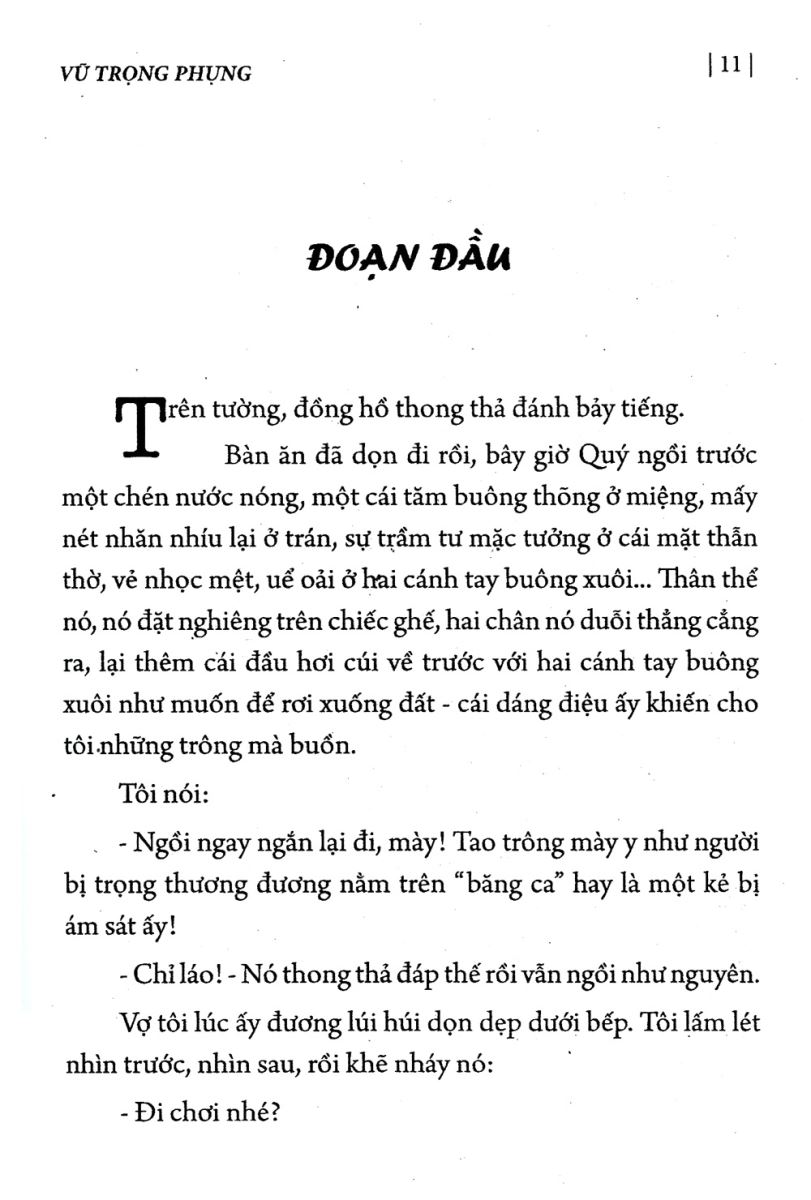 VŨ TRỌNG PHỤNG
| 11 |
ĐOẠN ĐẦU
Trên tường, đồng hồ thong thả đánh bảy tiếng.
Bàn ăn đã dọn đi rồi, bây giờ Quý ngồi trước
một chén nước nóng, một cái tăm buông thõng ở miệng, mấy
nét nhăn nhíu lại ở trán, sự trầm tư mặc tưởng ở cái mặt thẫn
thờ, vẻ nhọc mệt, uể oải ở hai cánh tay buông xuôi... Thân thể
nó, nó đặt nghiêng trên chiếc ghế, hai chân nó duỗi thẳng cẳng
ra, lại thêm cái đầu hơi cúi về trước với hai cánh tay buông
xuôi như muốn để rơi xuống đất - cái dáng điệu ấy khiến cho
tôi những trông mà buồn.
Tôi nói:
- Ngồi ngay ngắn lại đi, mày! Tao trông mày y như người
bị trọng thương đương nằm trên “băng ca” hay là một kẻ bị
ám sát ấy!
- Chỉ láo! - Nó thong thả đáp thế rồi vẫn ngồi như nguyên.
Vợ tôi lúc ấy đương lúi húi dọn dẹp dưới bếp. Tôi lấm lét
nhìn trước, nhìn sau, rồi khẽ nháy nó:
- Đi chơi nhé?